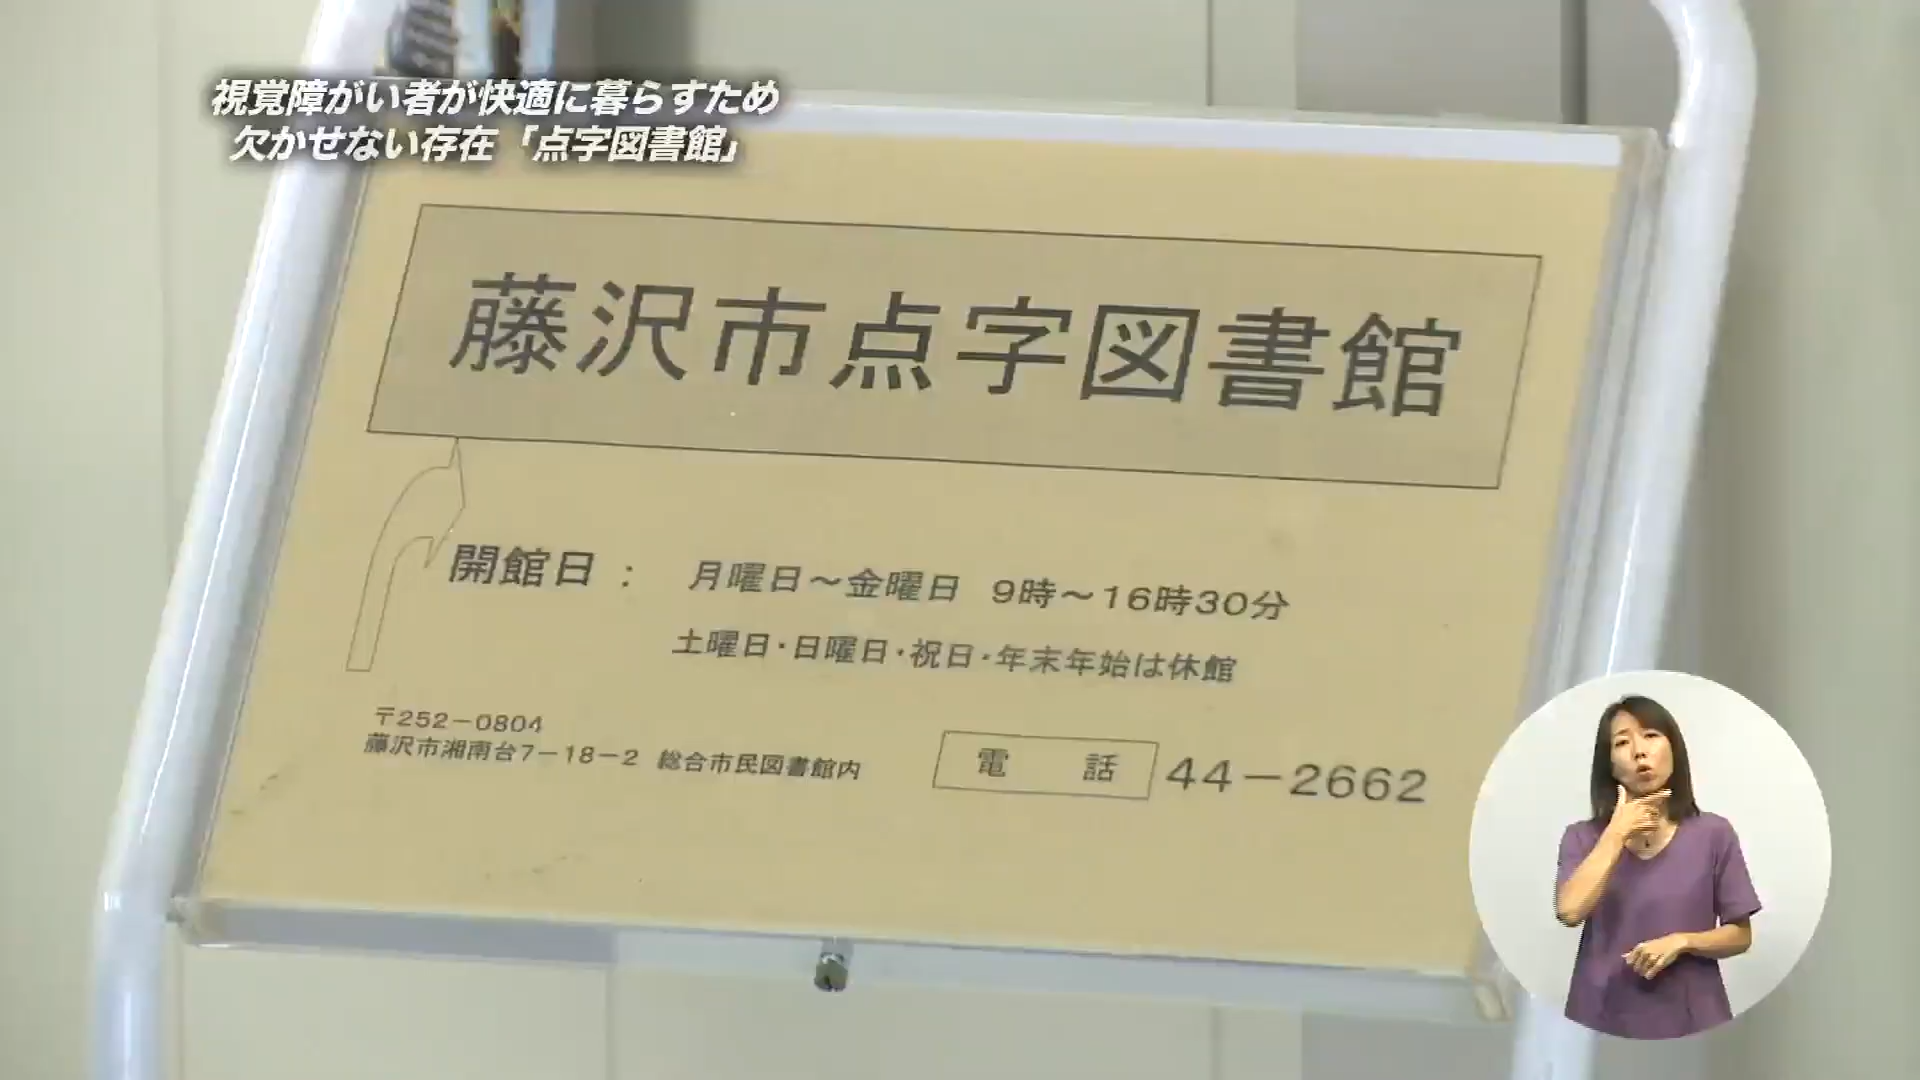 視覚障がい者が快適に暮らすため
欠かせない存在「点字図書館」
藤沢市点字図書館
開館日： 月曜日～金曜日 9時～16時30分
土曜日・日曜日・祝日・年末年始は休館
〒252－0804
藤沢市湘南台7－18－2 総合市民図書館内
電 話 44－2662